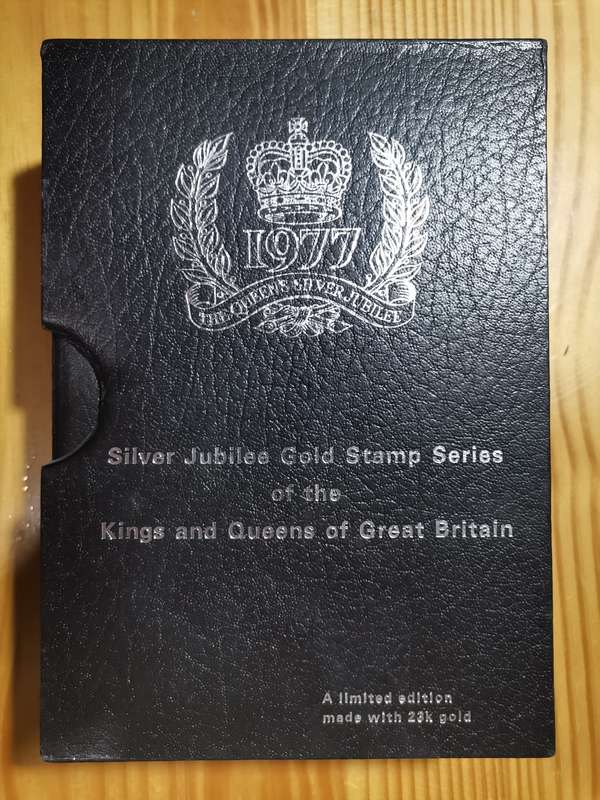 1977
THE QUEEN'S SILVER JUBILEE
Silver Jubilee Gold Stamp Series
of the
Kings and Queens of Great Britain
A limited edition
made with 23k gold